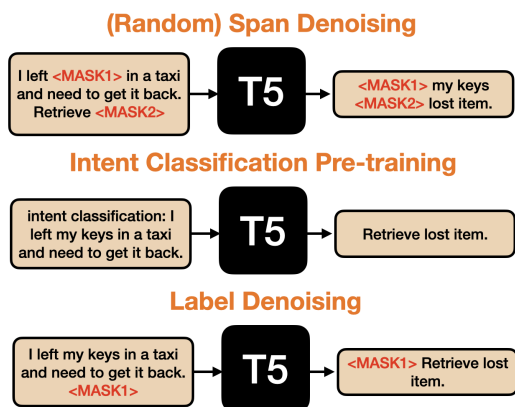 (Random) Span Denoising
I left <MASK1> in a taxi
and need to get it back.
Retrieve <MASK2>
T5
<MASK1> my keys
<MASK2> lost item.
Intent Classification Pre-training
intent classification: I
left my keys in a taxi
and need to get it back.
T5
Retrieve lost item.
Label Denoising
I left my keys in a taxi
and need to get it back.
<MASK1>
T5
<MASK1> Retrieve lost
item.